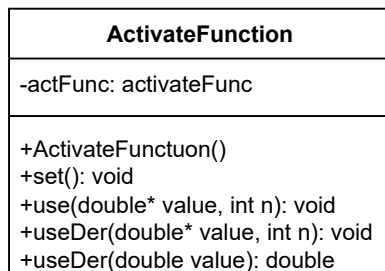 ActivateFunction
-actFunc: activateFunc
+ActivateFunctuon()
+set(): void
+use(double* value, int n): void
+useDer(double* value, int n): void
+useDer(double value): double